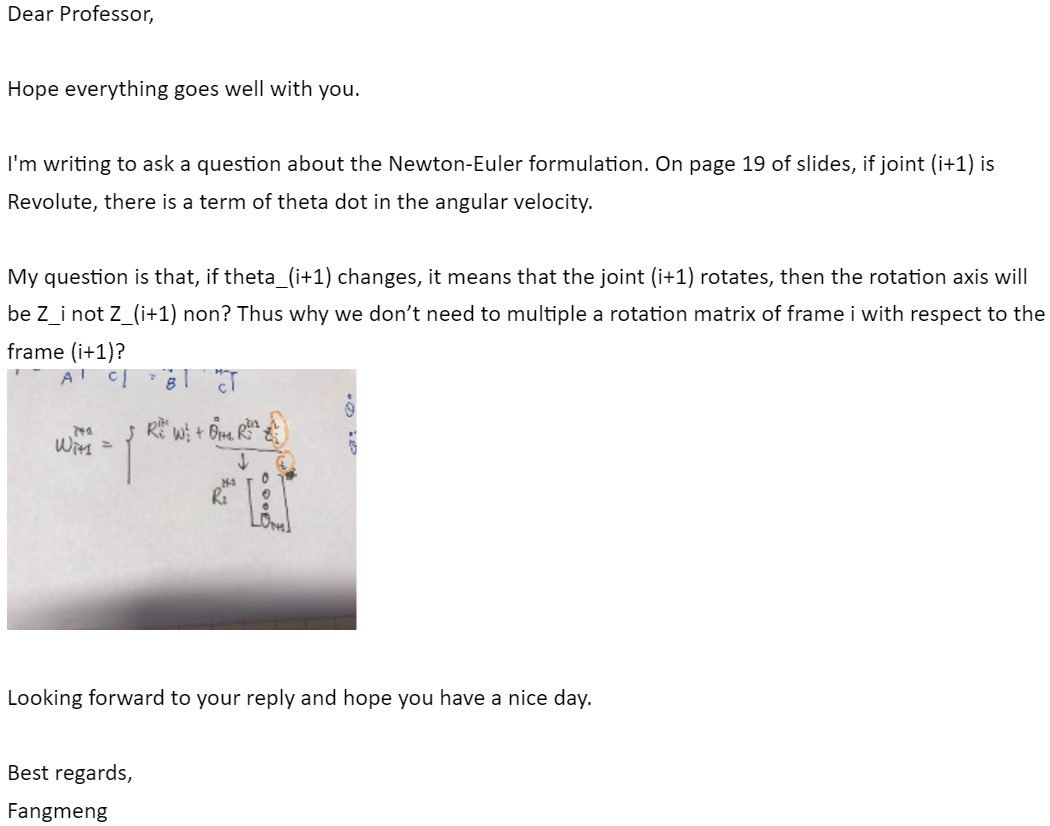 Dear Professor,
Hope everything goes well with you.
I'm writing to ask a question about the Newton-Euler formulation. On page 19 of slides, if joint (i+1) is
Revolute, there is a term of theta dot in the angular velocity.
My question is that, if theta_(i+1) changes, it means that the joint (i+1) rotates, then the rotation axis will
be Z_i not Z_(i+1) non? Thus why we don’t need to multiple a rotation matrix of frame i with respect to the
frame (i+1)?
Looking forward to your reply and hope you have a nice day.
Best regards,
Fangmeng